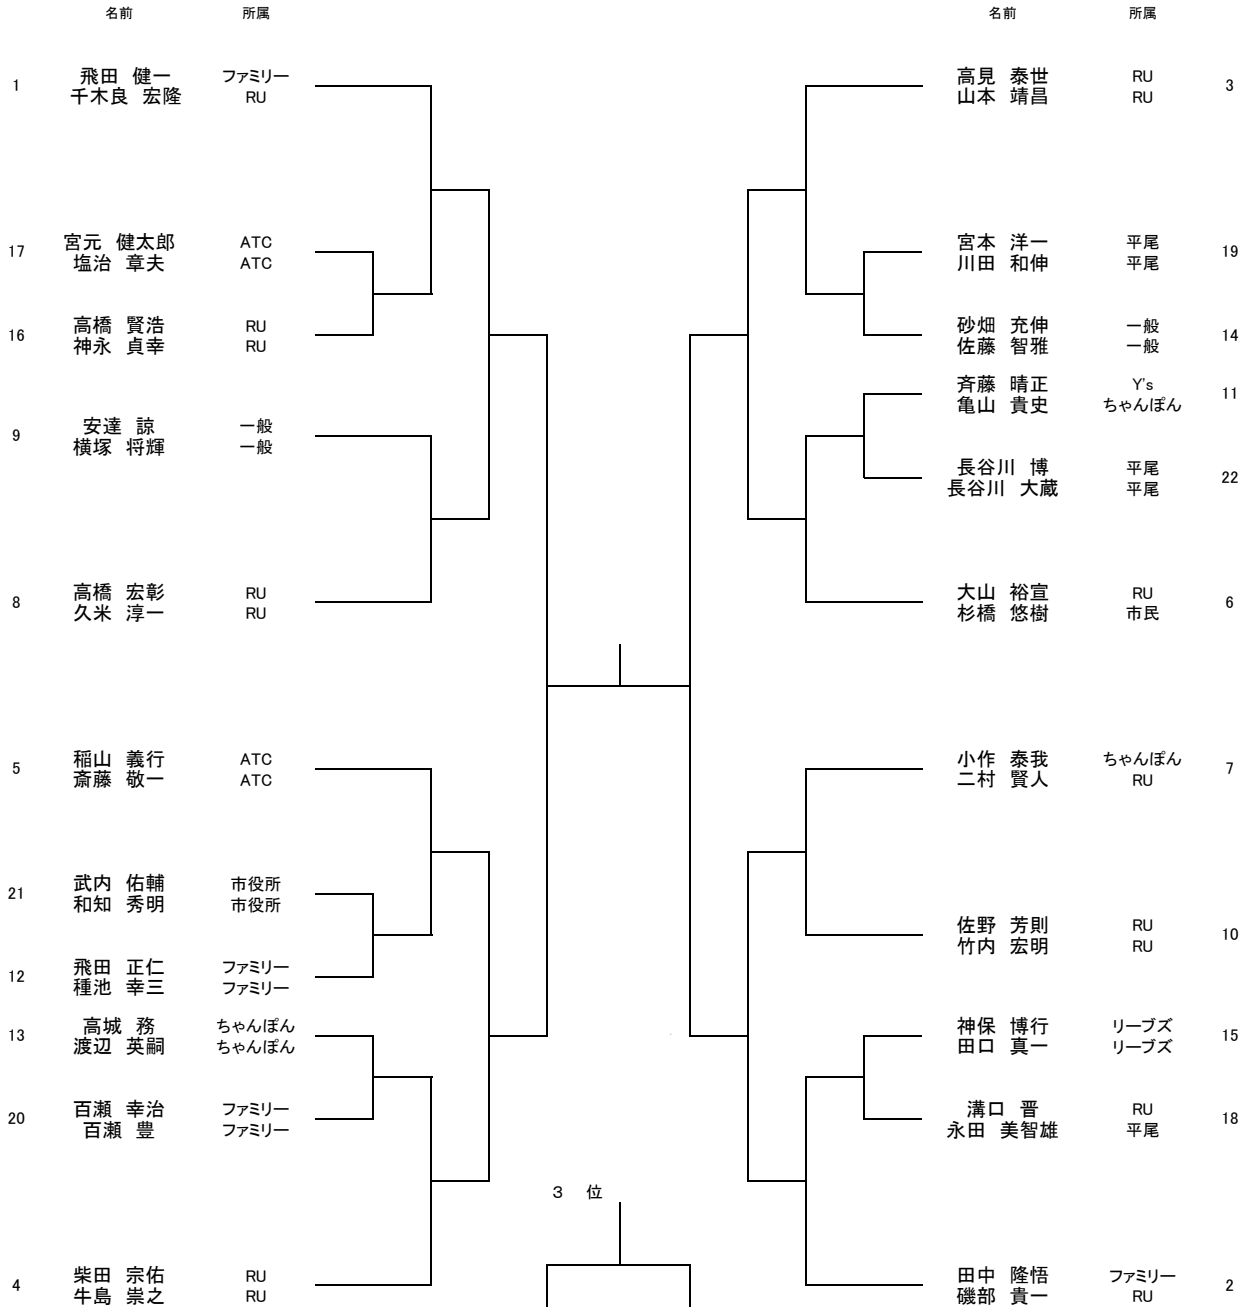 名前 所属 名前 所属
1 飛田 健一 ファミリー
千木良 宏隆 RU
17 宮元 健太郎 ATC
塩治 章夫 ATC
16 高橋 賢浩 RU
神永 貞幸 RU
9 安達 諒 一般
横塚 将輝 一般
8 高橋 宏彰 RU
久米 淳一 RU
5 稲山 義行 ATC
斎藤 敬一 ATC
21 武内 佑輔 市役所
和知 秀明 市役所
12 飛田 正仁 ファミリー
種池 幸三 ファミリー
13 高城 務 ちゃんぽん
渡辺 英嗣 ちゃんぽん
20 百瀬 幸治 ファミリー
百瀬 豊 ファミリー
4 柴田 宗佑 RU
牛島 崇之 RU
高見 泰世 RU 3
山本 靖昌 RU
宮本 洋一 平尾 19
川田 和伸 平尾
砂畑 充伸 一般 14
佐藤 智雅 一般
斉藤 晴正 Y's 11
亀山 貴史 ちゃんぽん
長谷川 博 平尾 22
長谷川 大蔵 平尾
大山 裕宣 RU 6
杉橋 悠樹 市民
小作 泰我 ちゃんぽん 7
二村 賢人 RU
佐野 芳則 RU 10
竹内 宏明 RU
神保 博行 リーブズ 15
田口 真一 リーブズ
溝口 晋 RU 18
永田 美智雄 平尾
田中 隆悟 ファミリー 2
磯部 貴一 RU
３ 位